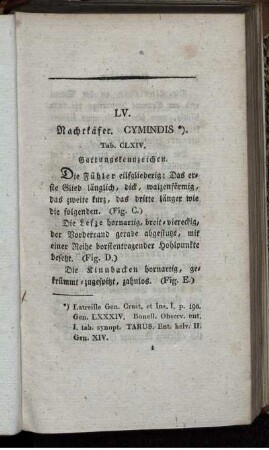 LV.
Nachtkäfer. CYMINDIS *).
Tab. CLXIV.
Gattungskennzeichen.
Die Fühler eilfgliederig: Das er-
ste Glied länglich, dick, walzenförmig,
das zweite kurz, das dritte länger wie
die folgenden. (Fig. C.)
Die Lefze hornartig, breit-viereckig,
der Vorderrand gerade abgestutzt, mit
einer Reihe borstentragender Hohlpunkte
besetzt. (Fig. D.)
Die Kinnbacken hornartig, ge-
krümmt-zugespitzt, zahnlos. (Fig. E.)
*) Latreille Gen. Crust. et Ins. I. p. 190.
Gen. LXXXIV. Bonell. Observ. ent.
I. tab. synopt. TARUS. Ent. helv. II.
Gen. XIV.